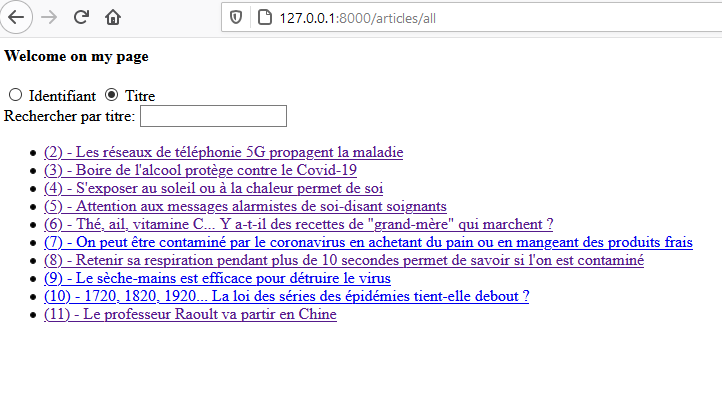 127.0.0.1:8000/articles/all
Welcome on my page
Identifiant Titre
Rechercher par titre:
(2) - Les réseaux de téléphonie 5G propagent la maladie
(3) - Boire de l'alcool protège contre le Covid-19
(4) - S'exposer au soleil ou à la chaleur permet de soi
(5) - Attention aux messages alarmistes de soi-disant soignants
(6) - Thé, ail, vitamine C... Y a-t-il des recettes de "grand-mère" qui marchent ?
(7) - On peut être contaminé par le coronavirus en achetant du pain ou en mangeant des produits frais
(8) - Retenir sa respiration pendant plus de 10 secondes permet de savoir si l'on est contaminé
(9) - Le sèche-mains est efficace pour détruire le virus
(10) - 1720, 1820, 1920... La loi des séries des épidémies tient-elle debout ?
(11) - Le professeur Raoult va partir en Chine